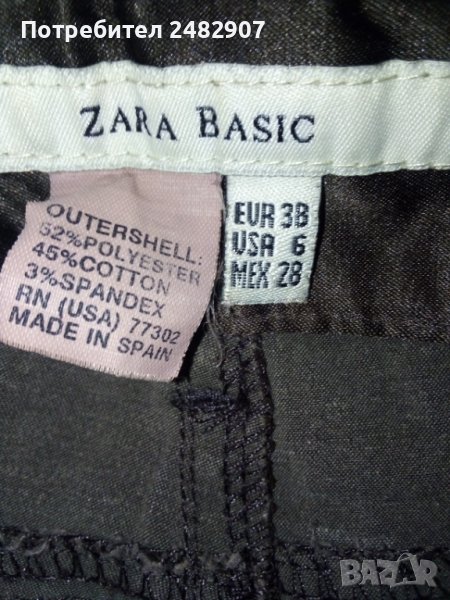 Потребител 2482907
ZARA BASIC
OUTERSHELL:
52%POLYESTER
45%COTTON
3%SPANDEX
RN (USA) 77302
MADE IN SPAIN
EUR 38
USA 6
MEX 28
BAZAR